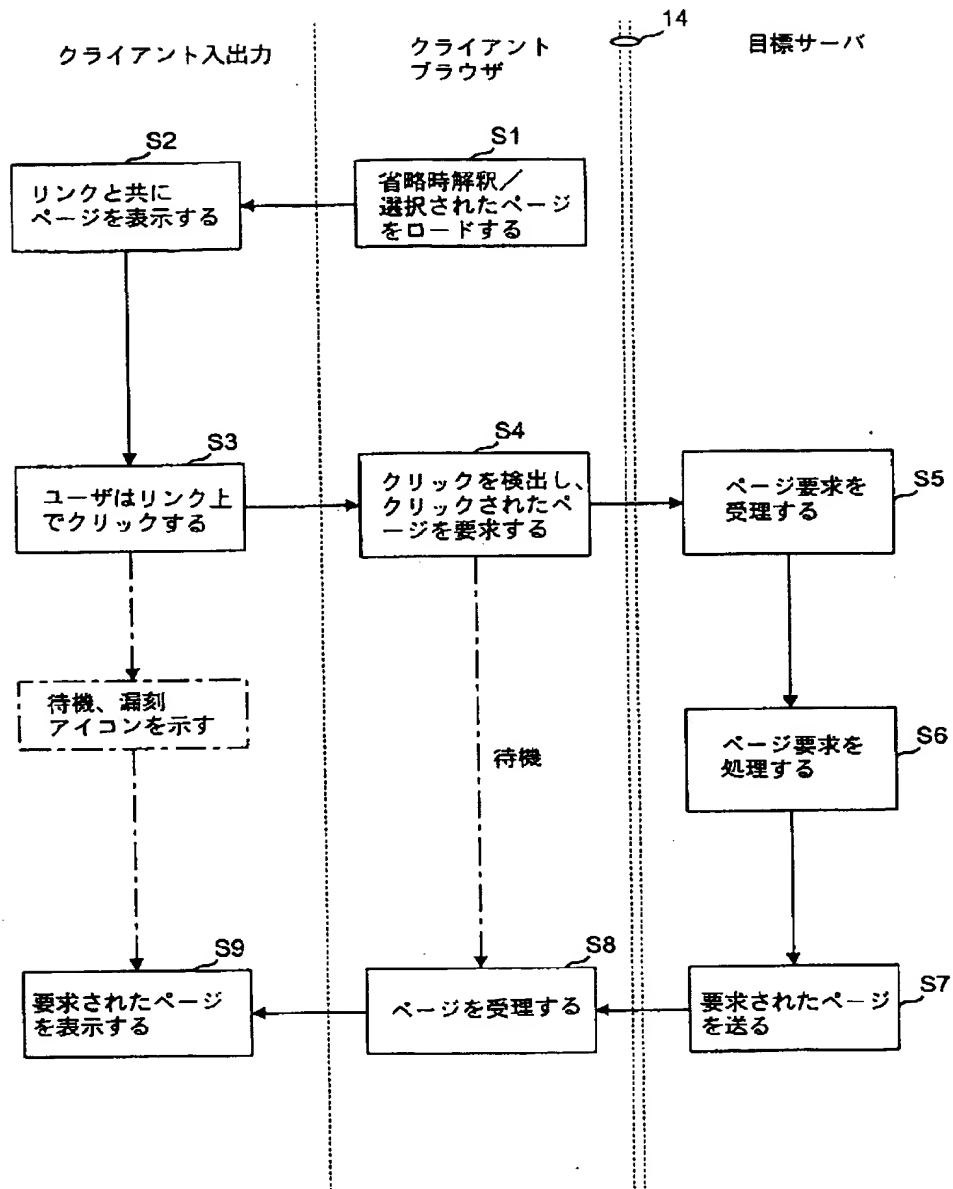 14
クライアント入出力
クライアント
ブラウザ
目標サーバ
S2
リンクと共に
ページを表示する
S1
省略時解釈／
選択されたページ
をロードする
S3
ユーザはリンク上
でクリックする
S4
クリックを検出し、
クリックされたペ
ージを要求する
S5
ページ要求を
受理する
待機、漏刻
アイコンを示す
待機
S6
ページ要求を
処理する
S9
要求されたページ
を表示する
S8
ページを受理する
S7
要求されたページ
を送る